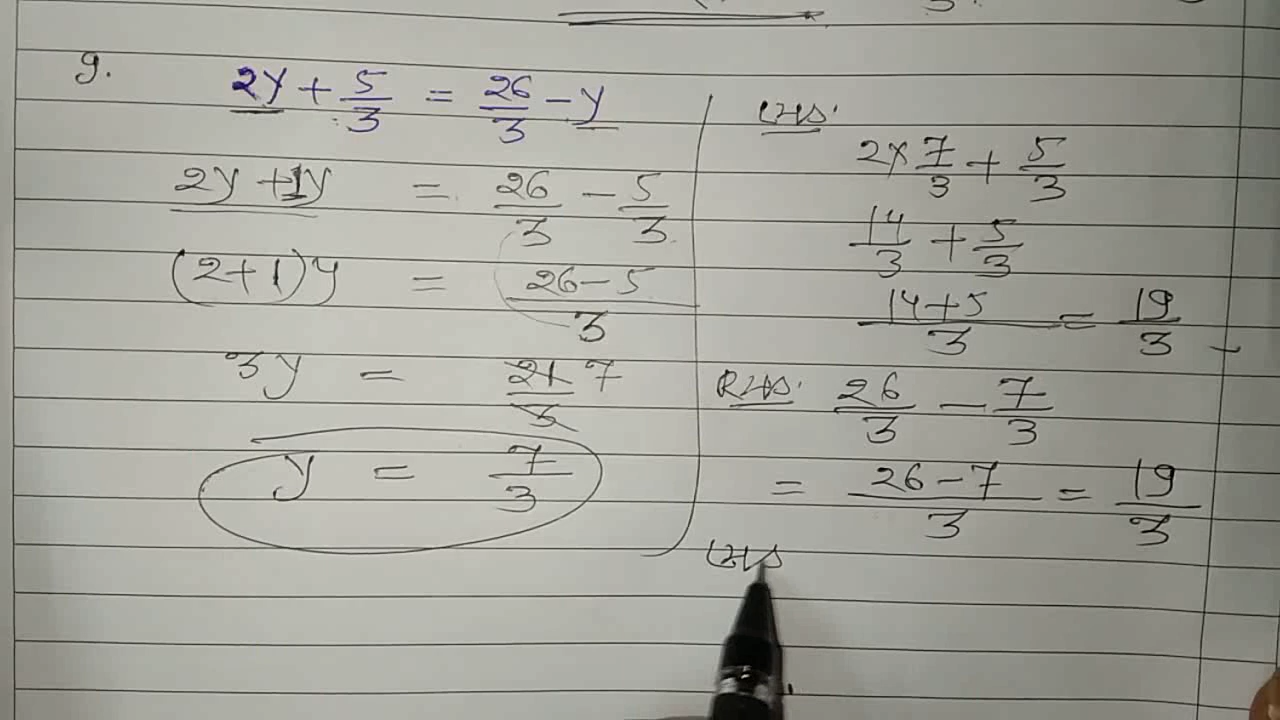 9. 2y + 5/3 = 26/3 - y
2y + 1y = 26/3 - 5/3
(2+1)y = (26-5)/3
3y = 21/3 7
y = 7/3
LHS.
2 × 7/3 + 5/3
14/3 + 5/3
(14+5)/3 = 19/3
RHS. 26/3 - 7/3
= (26-7)/3 = 19/3
LHS